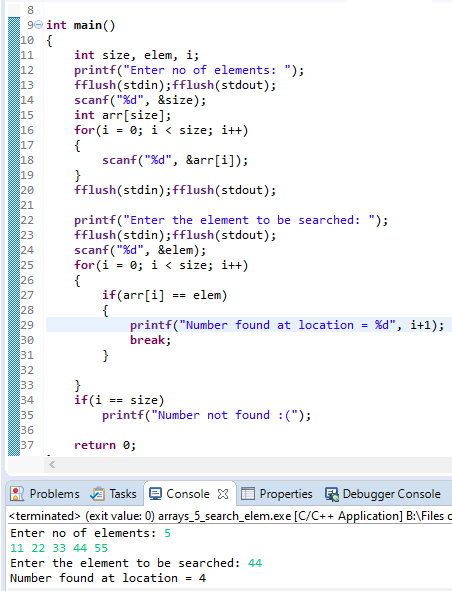 8
9 int main()
10 {
11     int size, elem, i;
12     printf("Enter no of elements: ");
13     fflush(stdin);fflush(stdout);
14     scanf("%d", &size);
15     int arr[size];
16     for(i = 0; i < size; i++)
17     {
18         scanf("%d", &arr[i]);
19     }
20     fflush(stdin);fflush(stdout);
21
22     printf("Enter the element to be searched: ");
23     fflush(stdin);fflush(stdout);
24     scanf("%d", &elem);
25     for(i = 0; i < size; i++)
26     {
27         if(arr[i] == elem)
28         {
29             printf("Number found at location = %d", i+1);
30             break;
31         }
32
33     }
34     if(i == size)
35         printf("Number not found :(");
36
37     return 0;
Problems Tasks Console Properties Debugger Console
<terminated> (exit value: 0) arrays_5_search_elem.exe [C/C++ Application] B:\Files
Enter no of elements: 5
11 22 33 44 55
Enter the element to be searched: 44
Number found at location = 4